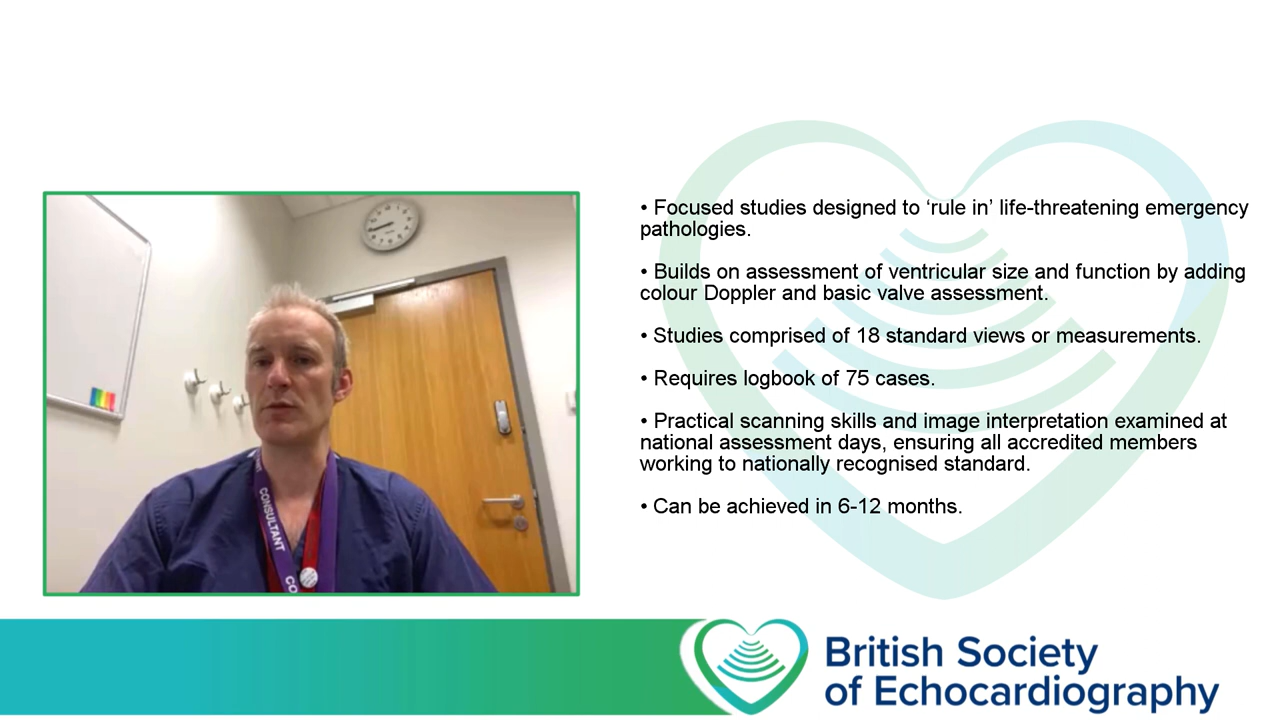 • Focused studies designed to ‘rule in’ life-threatening emergency
pathologies.
• Builds on assessment of ventricular size and function by adding
colour Doppler and basic valve assessment.
• Studies comprised of 18 standard views or measurements.
• Requires logbook of 75 cases.
• Practical scanning skills and image interpretation examined at
national assessment days, ensuring all accredited members
working to nationally recognised standard.
• Can be achieved in 6-12 months.
CONSULTANT
CO
British Society
of Echocardiography